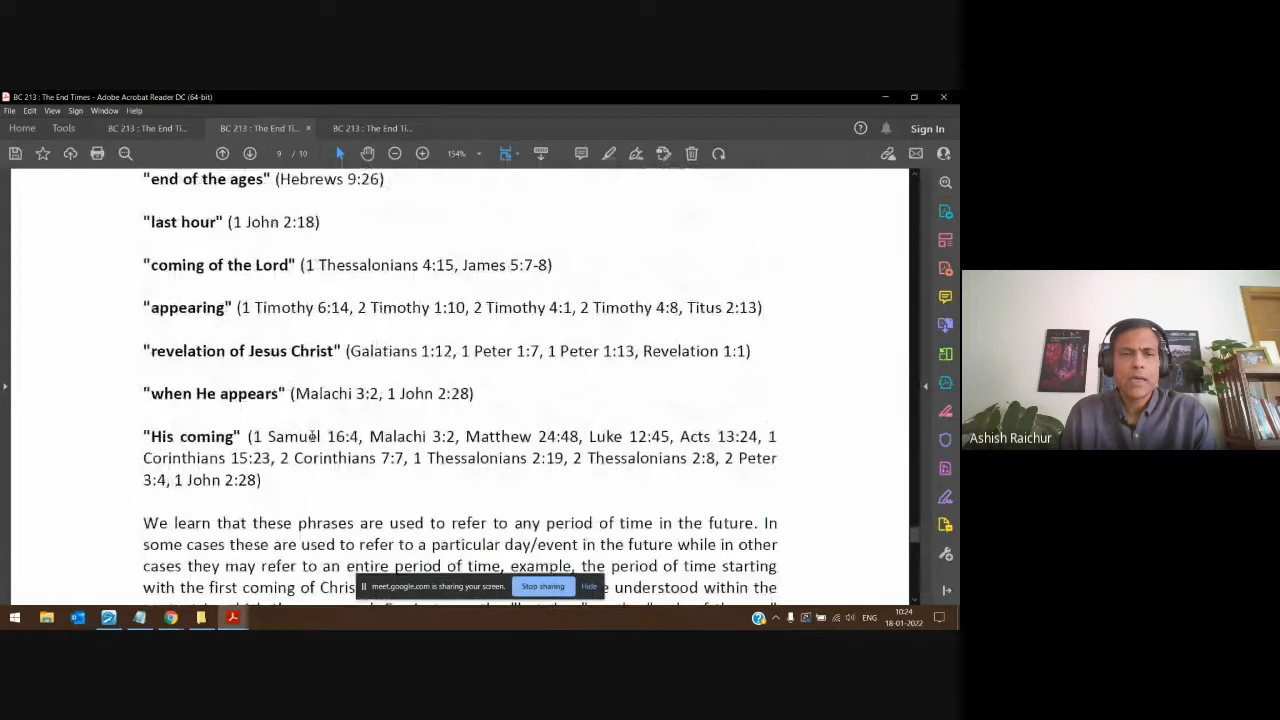 BC 213 : The End Times - Adobe Acrobat Reader DC (64-bit)
File Edit View Sign Window Help
Home Tools BC 213 : The End Ti... BC 213 : The End Ti... × BC 213 : The End Ti... Sign In
9 / 10 154%
"end of the ages" (Hebrews 9:26)
"last hour" (1 John 2:18)
"coming of the Lord" (1 Thessalonians 4:15, James 5:7-8)
"appearing" (1 Timothy 6:14, 2 Timothy 1:10, 2 Timothy 4:1, 2 Timothy 4:8, Titus 2:13)
"revelation of Jesus Christ" (Galatians 1:12, 1 Peter 1:7, 1 Peter 1:13, Revelation 1:1)
"when He appears" (Malachi 3:2, 1 John 2:28)
"His coming" (1 Samuel 16:4, Malachi 3:2, Matthew 24:48, Luke 12:45, Acts 13:24, 1
Corinthians 15:23, 2 Corinthians 7:7, 1 Thessalonians 2:19, 2 Thessalonians 2:8, 2 Peter
3:4, 1 John 2:28)
We learn that these phrases are used to refer to any period of time in the future. In
some cases these are used to refer to a particular day/event in the future while in other
cases they may refer to an entire period of time, example, the period of time starting
with the first coming of Chris
understood within the
meet.google.com is sharing your screen. Stop sharing Hide
Ashish Raichur
ENG
10:24
18-01-2022